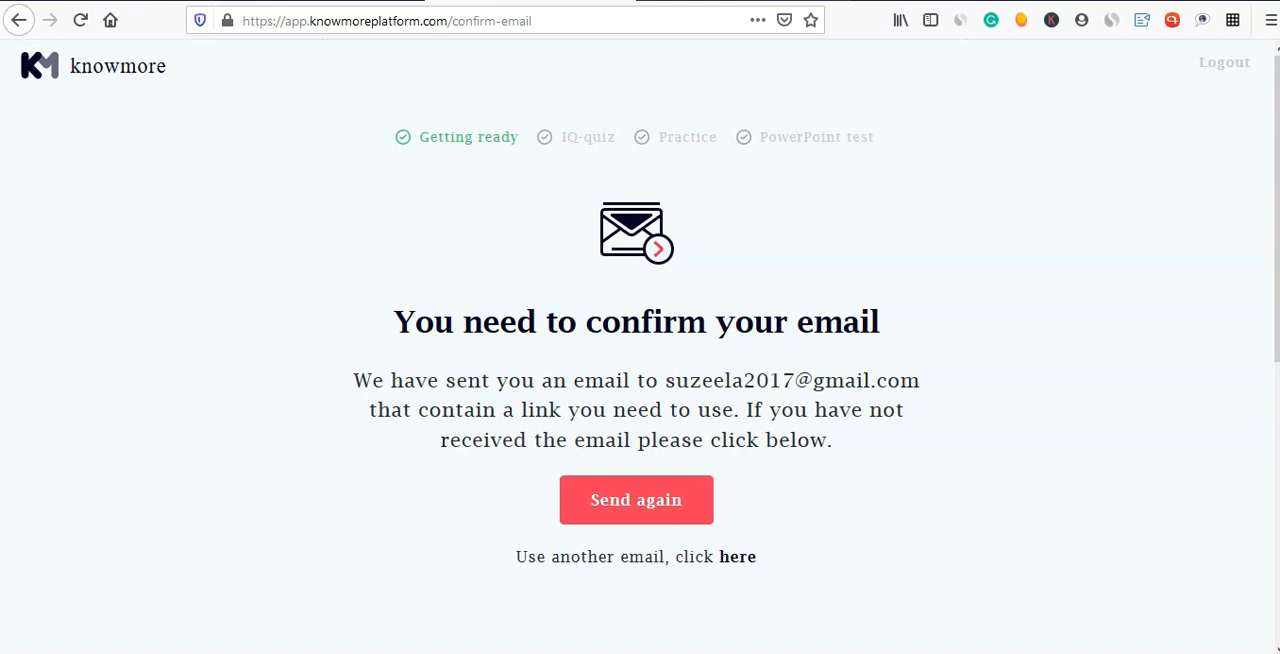 https://app.knowmoreplatform.com/confirm-email
KM knowmore
Logout
Getting ready IQ-quiz Practice PowerPoint test
You need to confirm your email
We have sent you an email to suzeela2017@gmail.com
that contain a link you need to use. If you have not
received the email please click below.
Send again
Use another email, click here